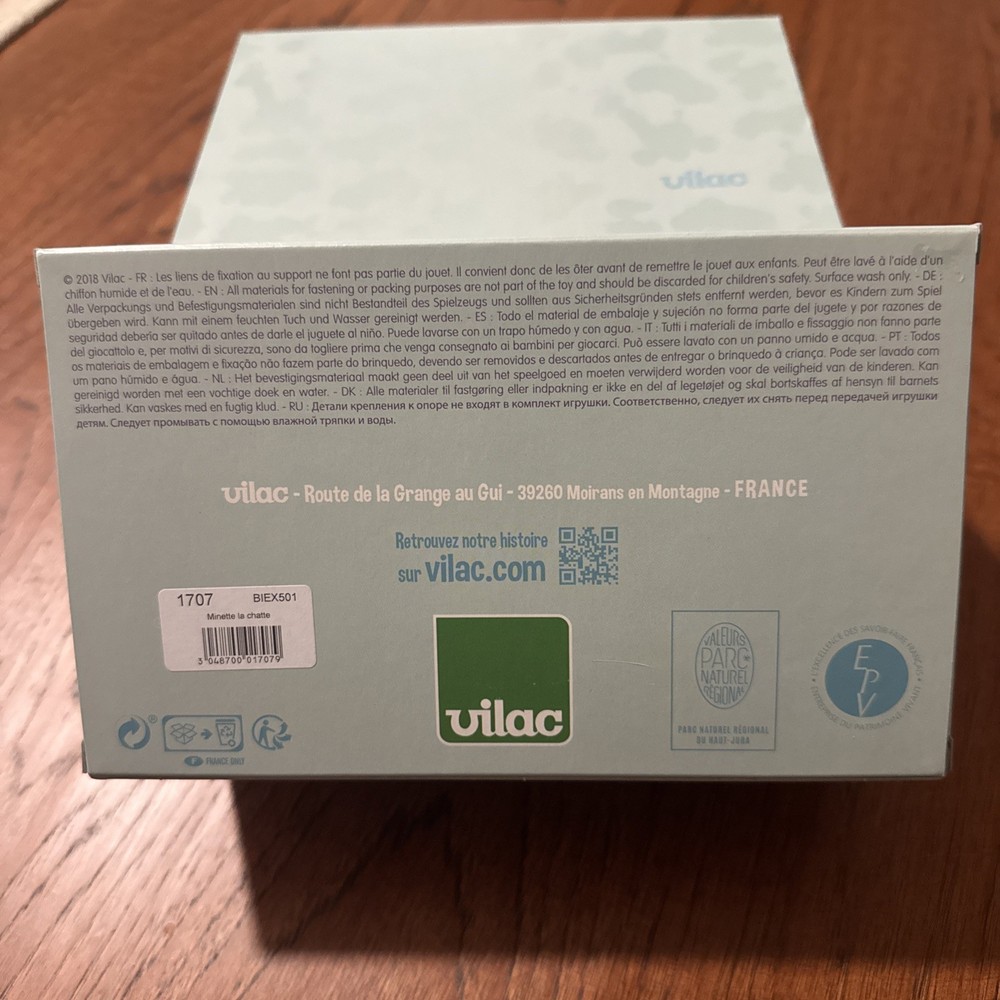 vilac
© 2018 Vilac - FR : Les liens de fixation au support ne font pas partie du jouet. Il convient donc de les ôter avant de remettre le jouet aux enfants. Peut être lavé à l'aide d'un
chiffon humide et de l'eau. - EN : All materials for fastening or packing purposes are not part of the toy and should be discarded for children's safety. Surface wash only. - DE :
Alle Verpackungs und Befestigungsmaterialen sind nicht Bestandteil des Spielzeugs und sollten aus Sicherheitsgründen stets entfernt werden, bevor es Kindern zum Spiel
übergeben wird. Kann mit einem feuchten Tuch und Wasser gereinigt werden. - ES : Todo el material de embalaje y sujeción no forma parte del jugete y por razones de
seguridad debería ser quitado antes de darle el juguete al niño. Puede lavarse con un trapo húmedo y con agua. - IT : Tutti i materiali di imballo e fissaggio non fanno parte
del giocattolo e, per motivi di sicurezza, sono da togliere prima che venga consegnato ai bambini per giocarci. Può essere lavato con un panno umido e acqua. - PT : Todos
os materiais de embalagem e fixação não fazem parte do brinquedo, devendo ser removidos e descartados antes de entregar o brinquedo à criança. Pode ser lavado com
um pano húmido e água. - NL : Het bevestigingsmateriaal maakt geen deel uit van het speelgoed en moeten verwijderd worden voor de veiligheid van de kinderen. Kan
gereinigd worden met een vochtige doek en water. - DK : Alle materialer til fastgøring eller indpakning er ikke en del af legetøjet og skal bortskaffes af hensyn til barnets
sikkerhed. Kan vaskes med en fugtig klud. - RU : Детали крепления к опоре не входят в комплект игрушки. Соответственно, следует их снять перед передачей игрушки
детям. Следует промывать с помощью влажной тряпки и воды.
vilac - Route de la Grange au Gui - 39260 Moirans en Montagne - FRANCE
Retrouvez notre histoire
sur vilac.com
1707 BIEX501
Minette la chatte
3 048700 017079
vilac
VALEURS
PARC
NATUREL
RÉGIONAL
PARC NATUREL RÉGIONAL
DU HAUT-JURA
L'EXCELLENCE DES SAVOIR-FAIRE FRANÇAIS
EPV
ENTREPRISE DU PATRIMOINE VIVANT
F FRANCE ONLY